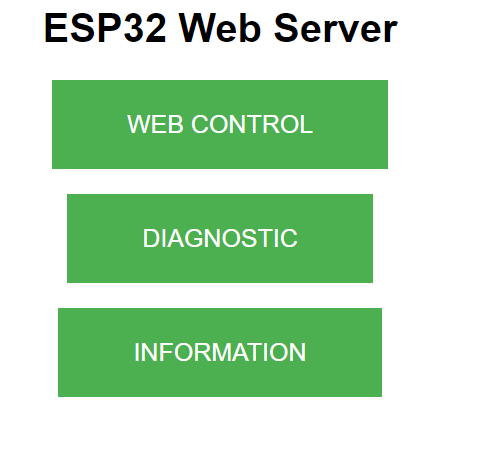 ESP32 Web Server
WEB CONTROL
DIAGNOSTIC
INFORMATION